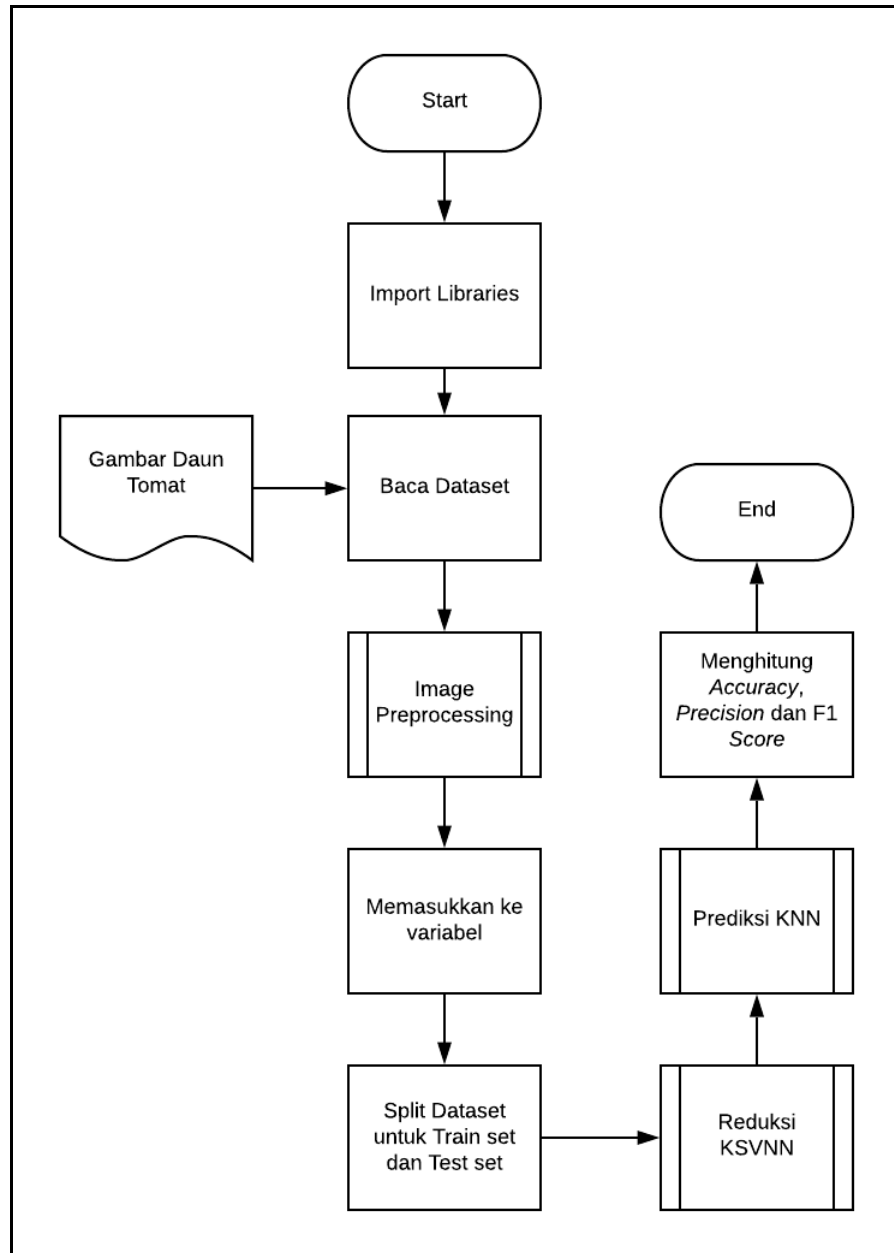 Start
Import Libraries
Gambar Daun
Tomat
Baca Dataset
Image
Preprocessing
Memasukkan ke
variabel
Split Dataset
untuk Train set
dan Test set
Reduksi
KSVNN
Prediksi KNN
Menghitung
Accuracy,
Precision dan F1
Score
End